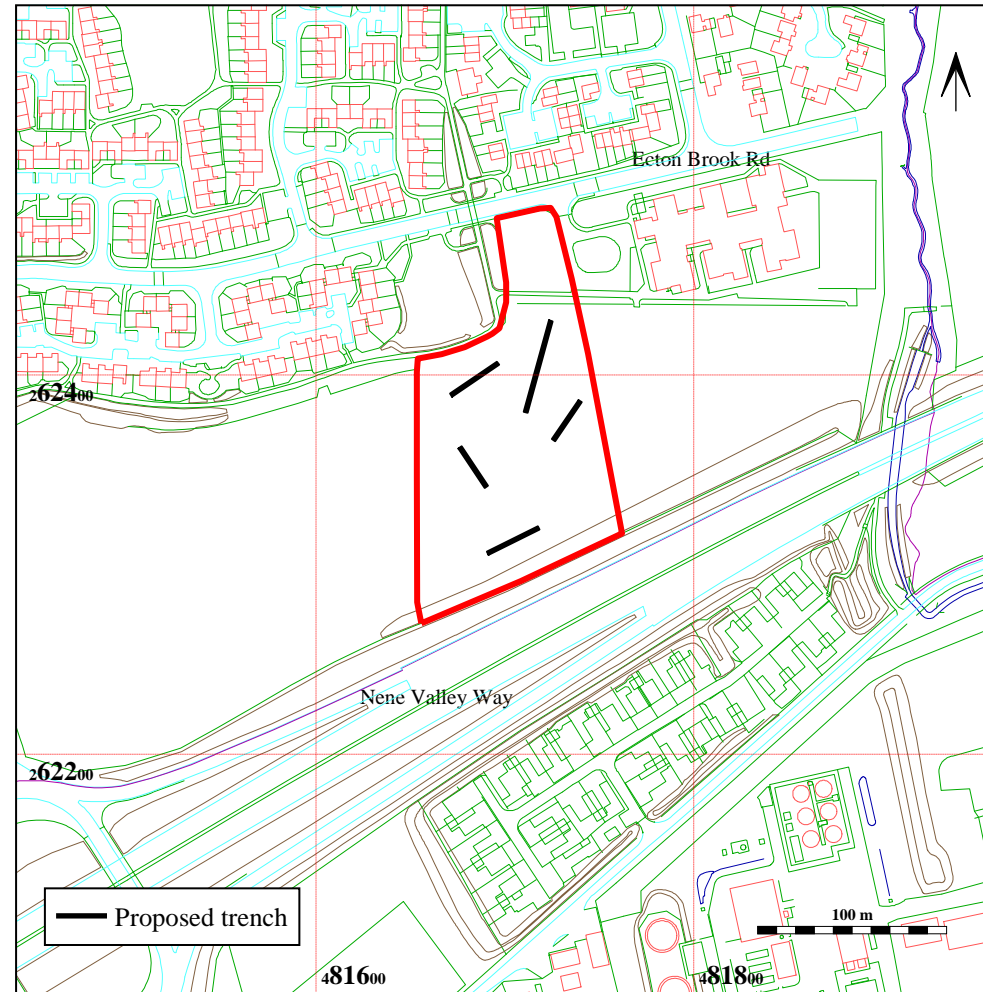 Ecton Brook Rd
262400
Nene Valley Way
262200
Proposed trench
100 m
481600
481800